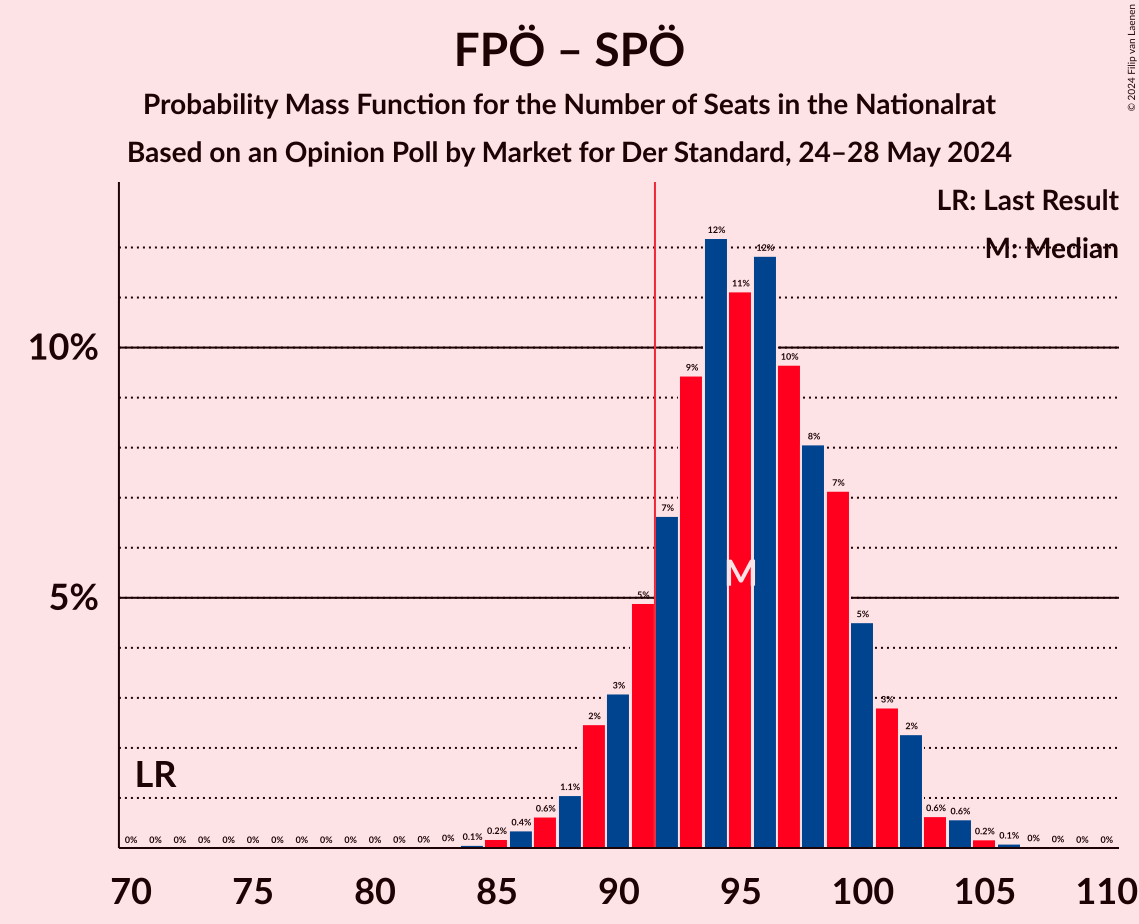 FPÖ – SPÖ
Probability Mass Function for the Number of Seats in the Nationalrat
Based on an Opinion Poll by Market for Der Standard, 24–28 May 2024
© 2024 Filip van Laenen
LR: Last Result
M: Median
10%
5%
LR
M
0% 0% 0% 0% 0% 0% 0% 0% 0% 0% 0% 0% 0% 0% 0.1% 0.2% 0.4% 0.6% 1.1% 2% 3% 5% 7% 9% 12% 11% 12% 10% 8% 7% 5% 3% 2% 0.6% 0.6% 0.2% 0.1% 0% 0% 0% 0%
70 75 80 85 90 95 100 105 110